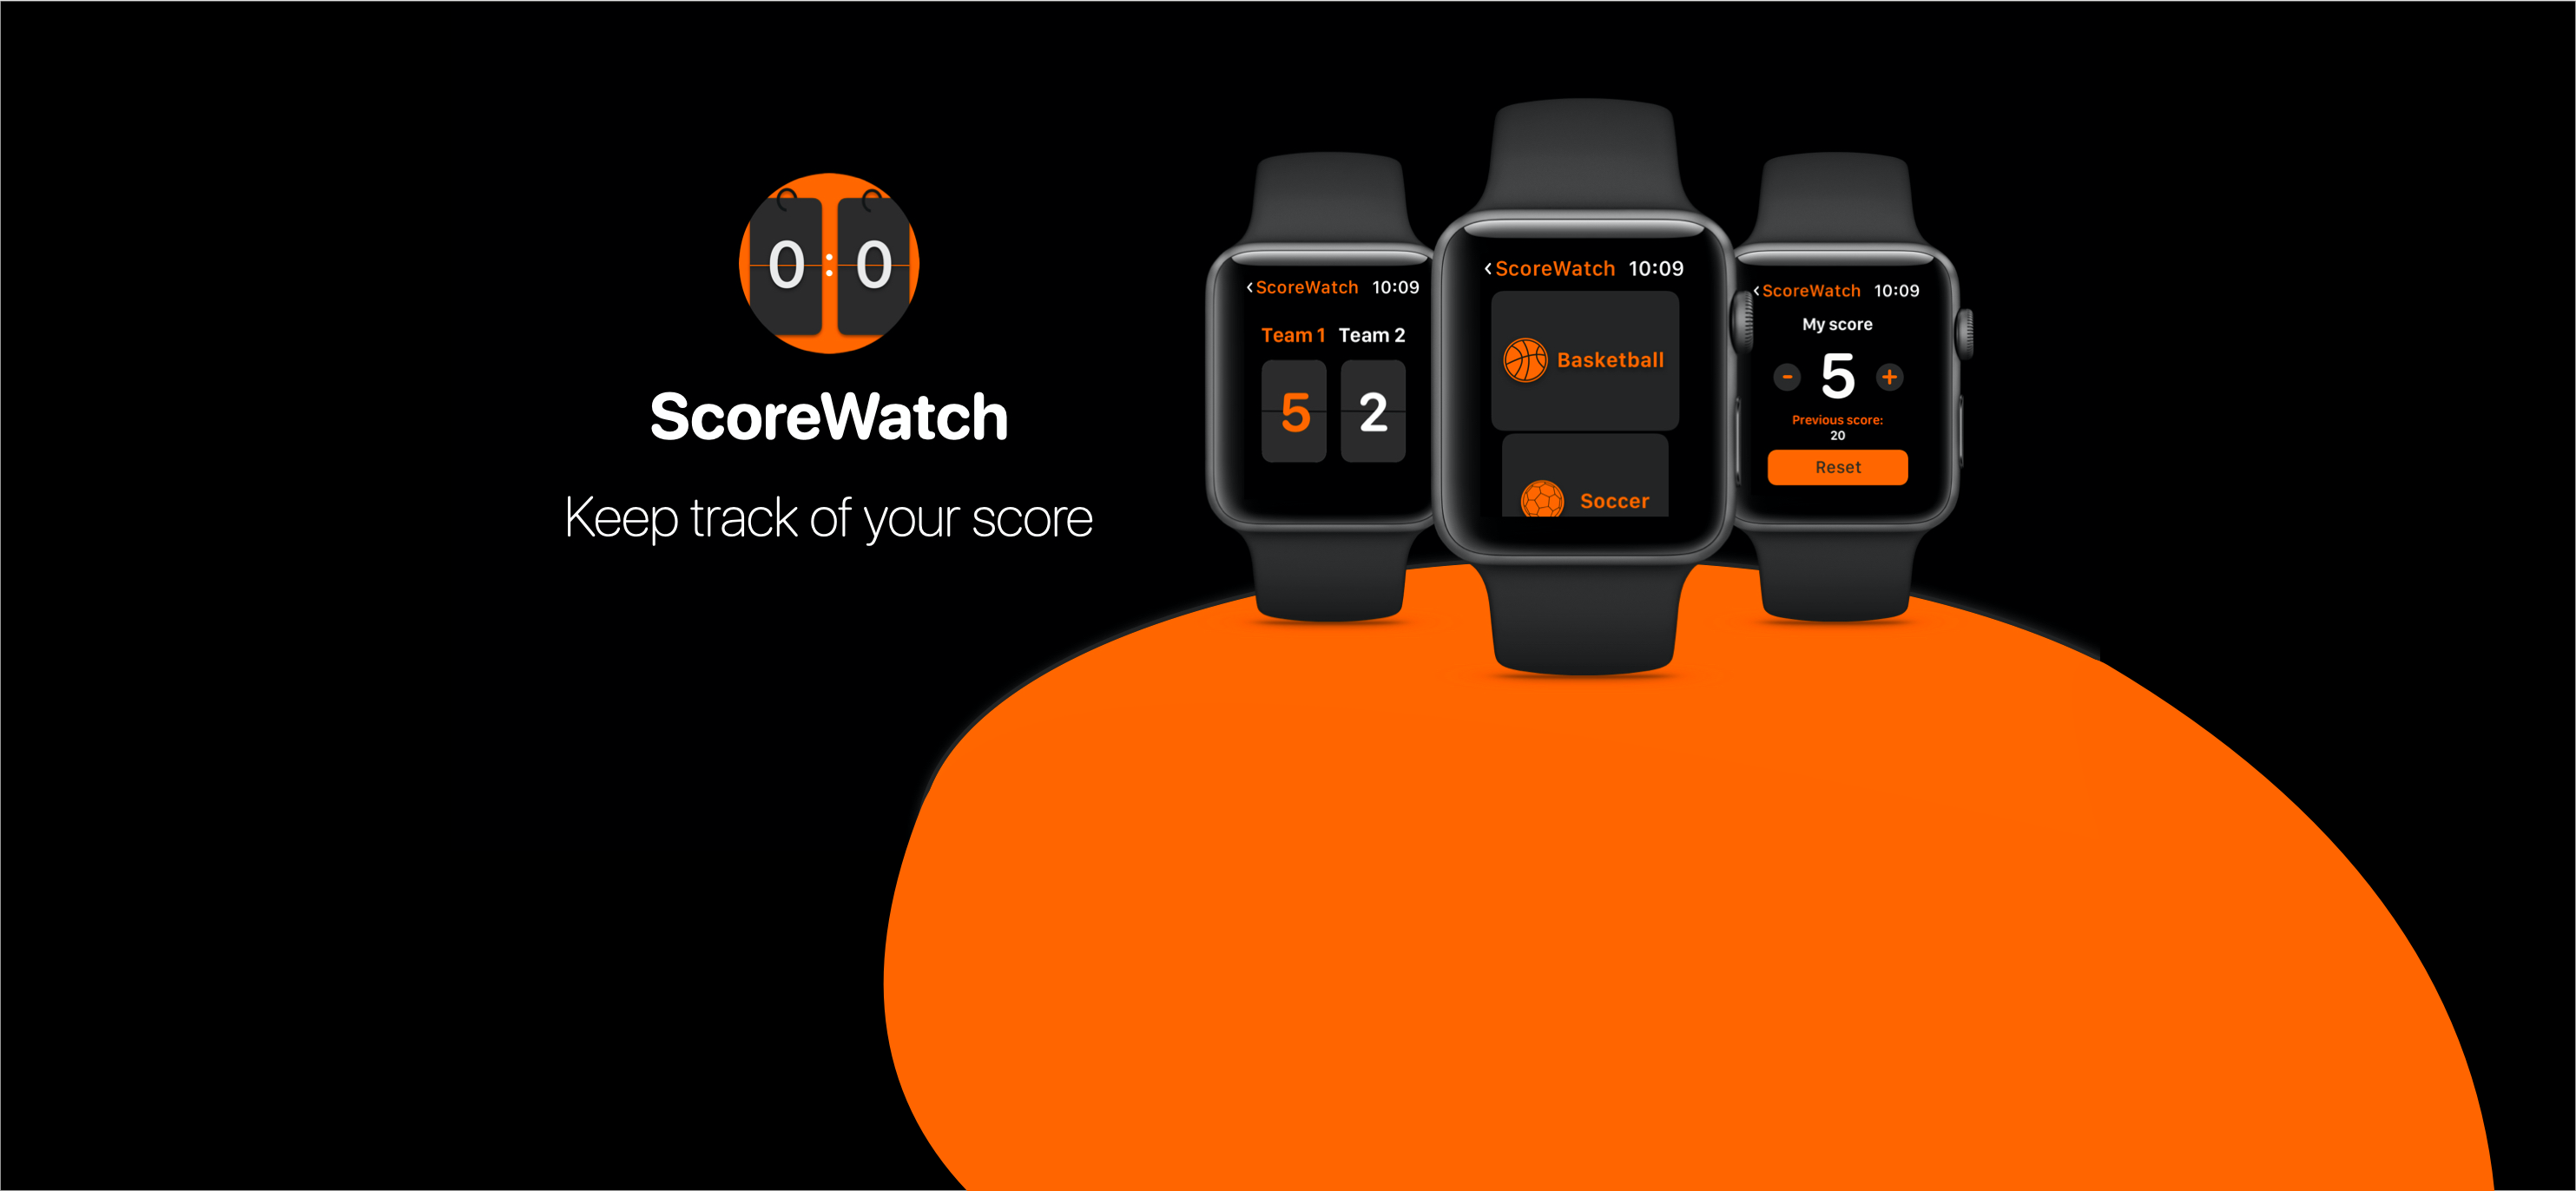 0:0
ScoreWatch
Keep track of your score
< ScoreWatch 10:09
Team 1 Team 2
5 2
< ScoreWatch 10:09
Basketball
Soccer
< ScoreWatch 10:09
My score
- 5 +
Previous score:
20
Reset